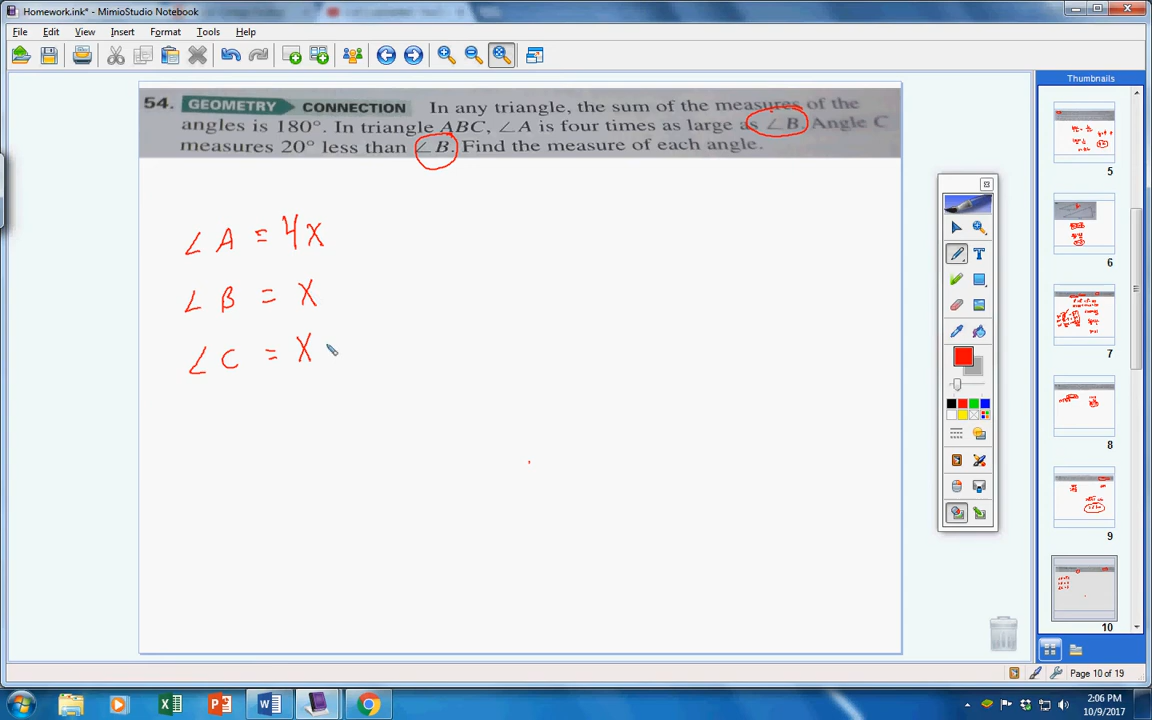 Homework.ink* - MimioStudio Notebook
File Edit View Insert Format Tools Help
Thumbnails
54. GEOMETRY CONNECTION In any triangle, the sum of the measures of the
angles is 180°. In triangle ABC, ∠A is four times as large as ∠B. Angle C
measures 20° less than ∠B. Find the measure of each angle.
∠ A = 4X
∠ B = X
∠ C = X
T
5
6
7
8
9
10
Page 10 of 19
2:06 PM
10/9/2017